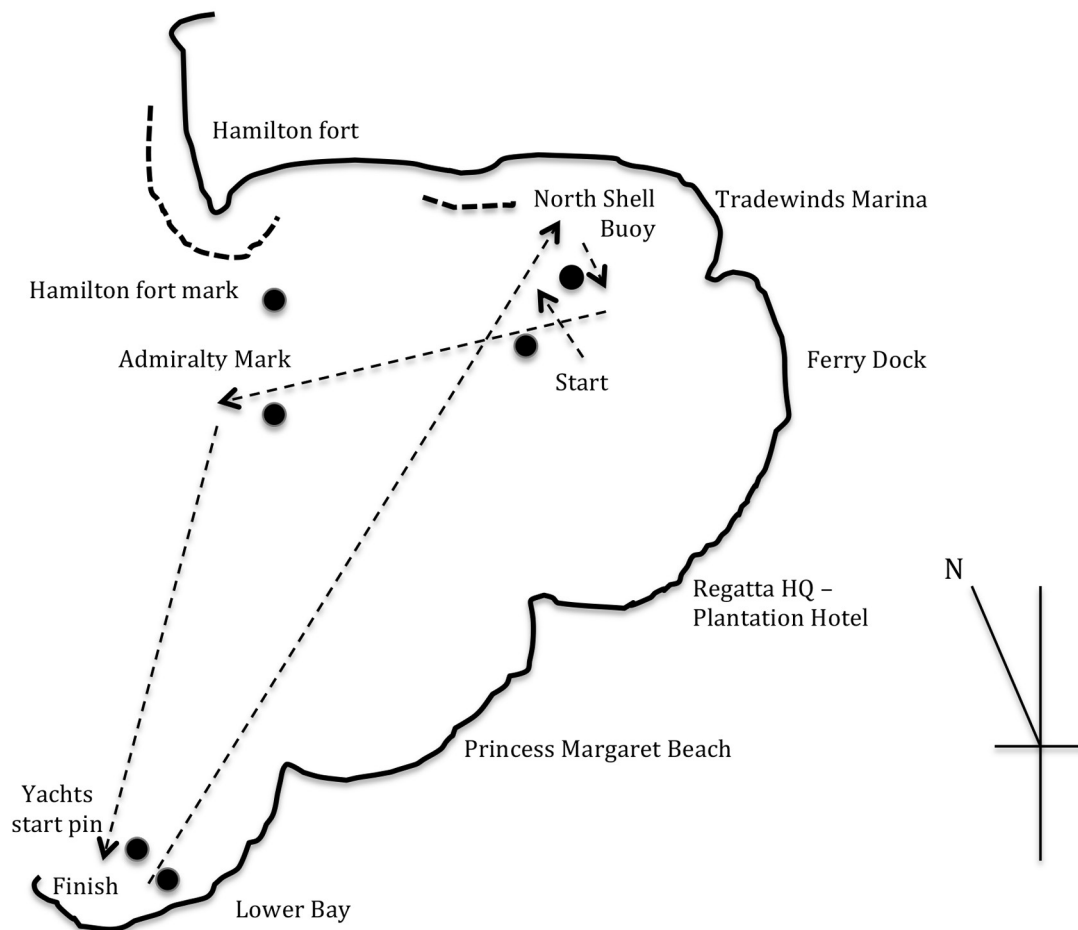 Hamilton fort
North Shell
Buoy
Tradewinds Marina
Hamilton fort mark
Admiralty Mark
Start
Ferry Dock
N
Regatta HQ –
Plantation Hotel
Princess Margaret Beach
Yachts
start pin
Finish
Lower Bay